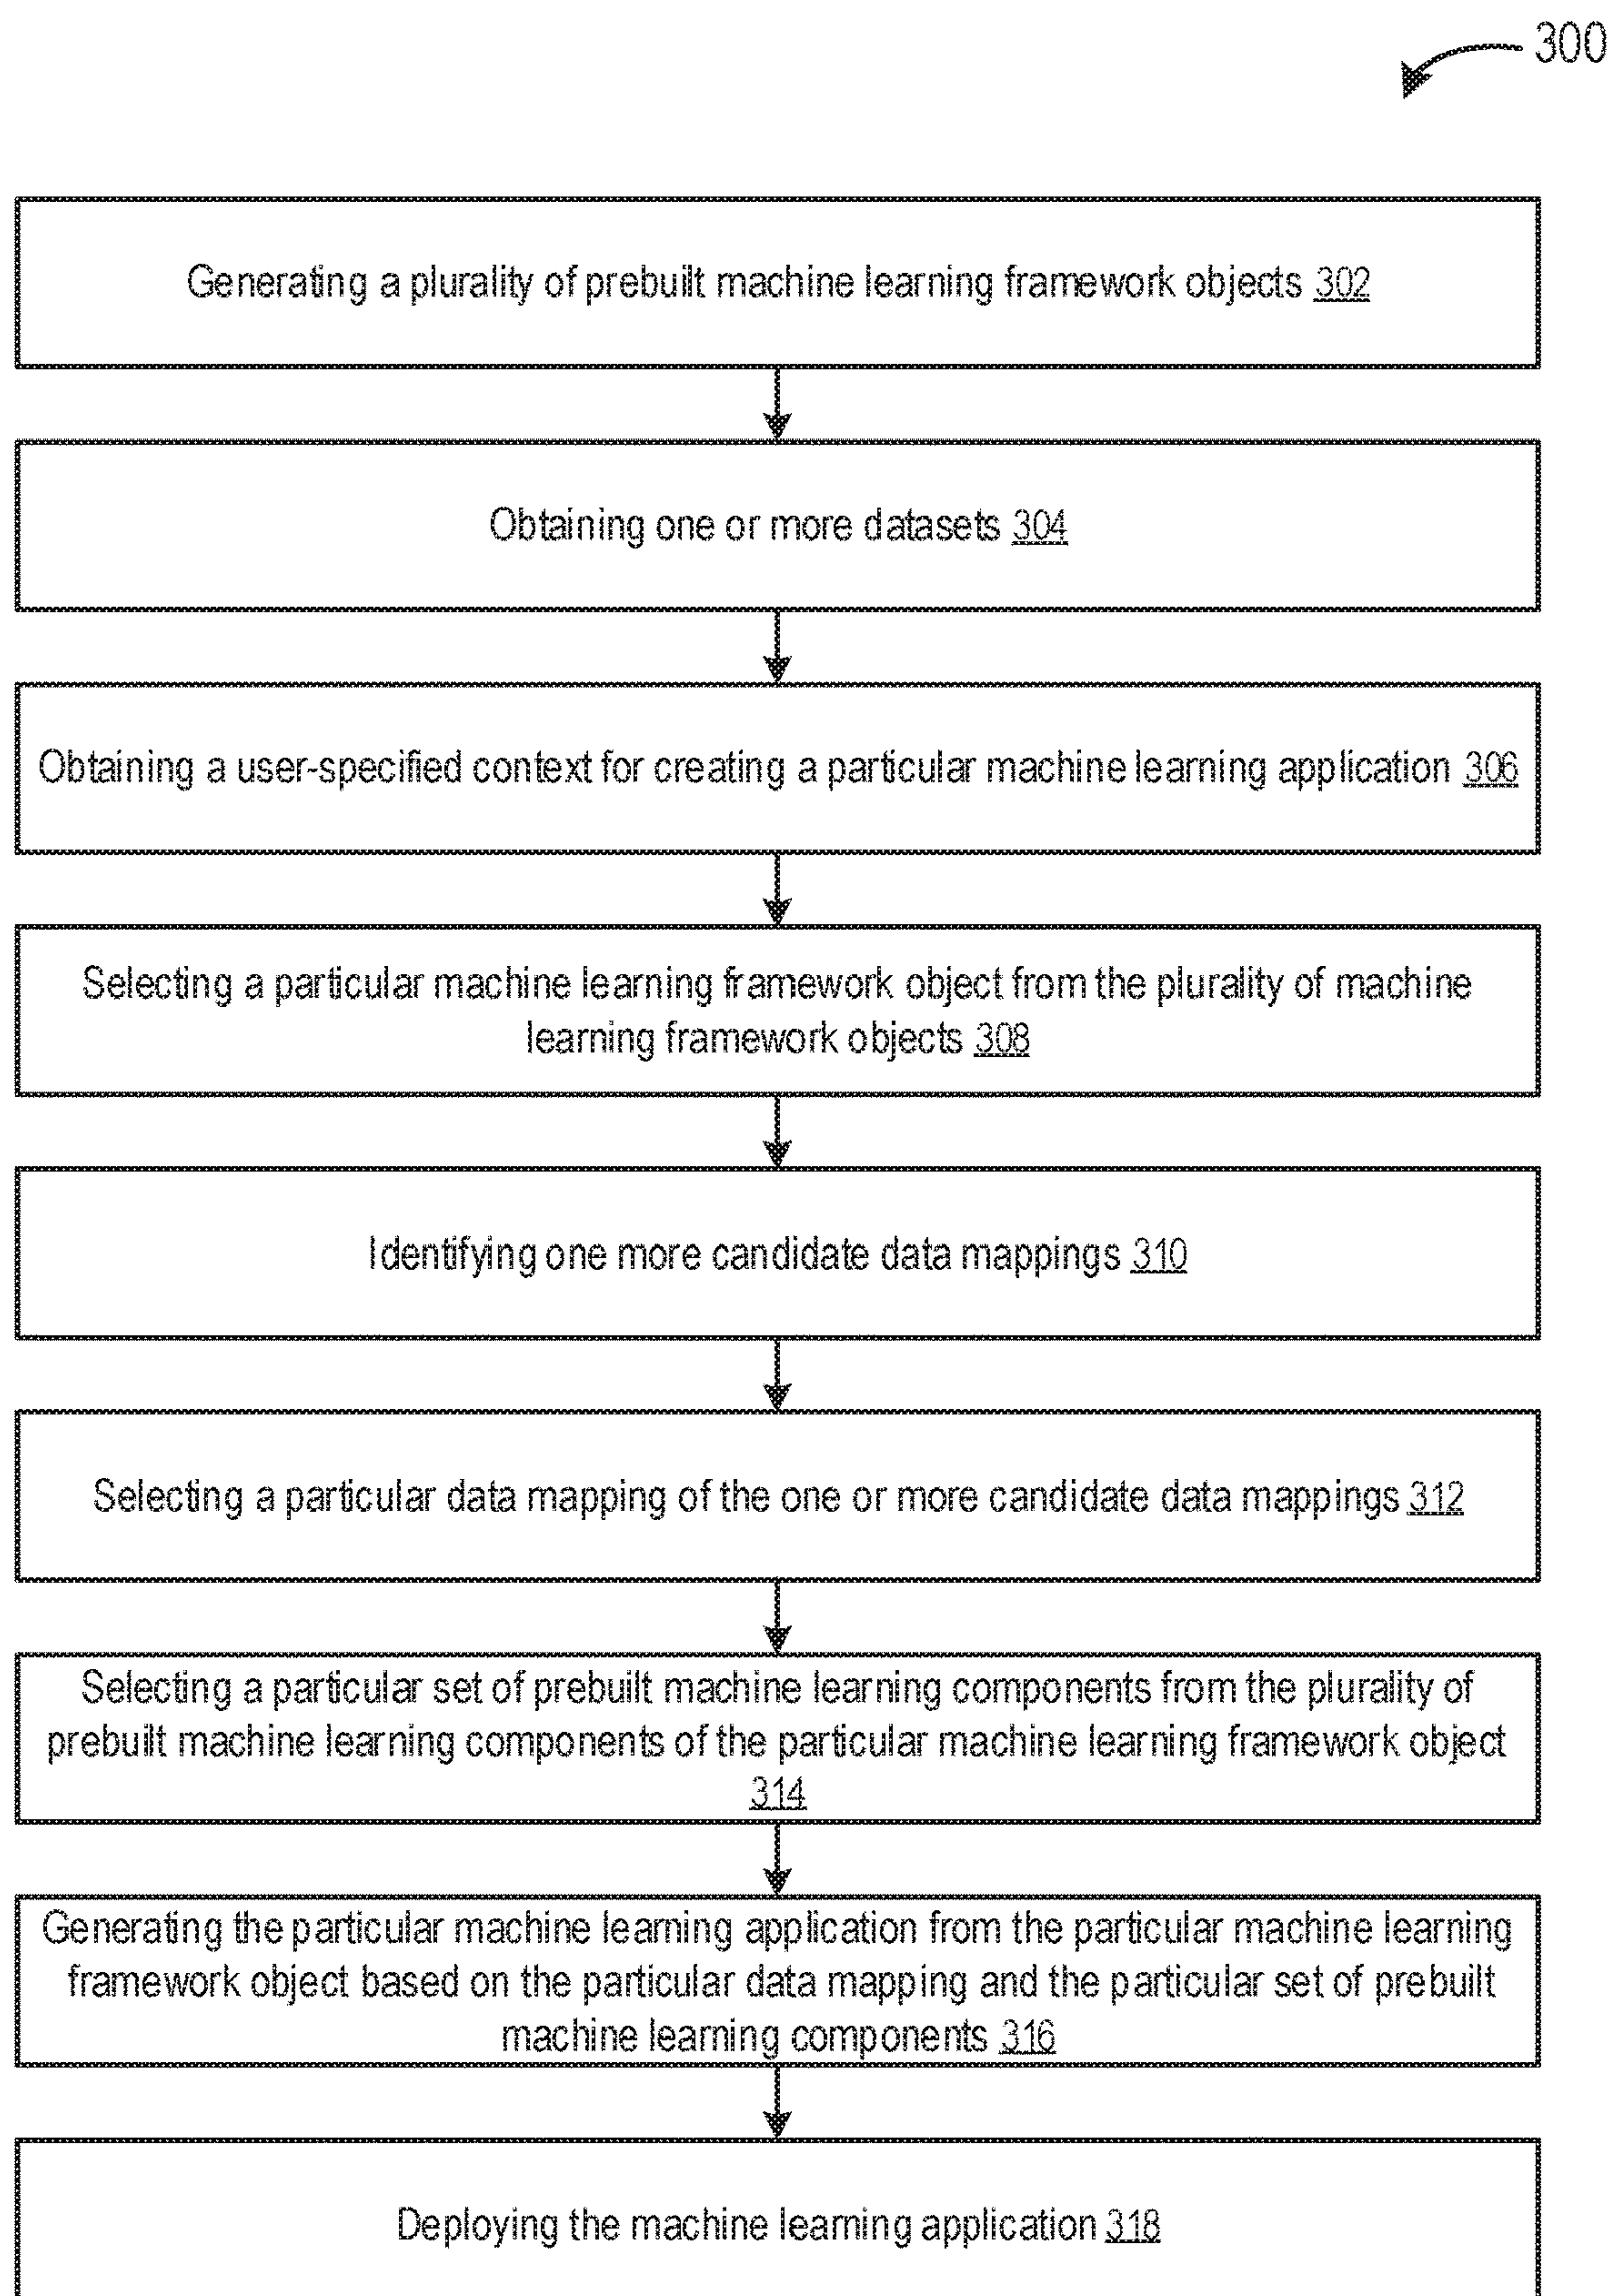 300
Generating a plurality of prebuilt machine learning framework objects 302
Obtaining one or more datasets 304
Obtaining a user-specified context for creating a particular machine learning application 306
Selecting a particular machine learning framework object from the plurality of machine
learning framework objects 308
Identifying one more candidate data mappings 310
Selecting a particular data mapping of the one or more candidate data mappings 312
Selecting a particular set of prebuilt machine learning components from the plurality of
prebuilt machine learning components of the particular machine learning framework object
314
Generating the particular machine learning application from the particular machine learning
framework object based on the particular data mapping and the particular set of prebuilt
machine learning components 316
Deploying the machine learning application 318